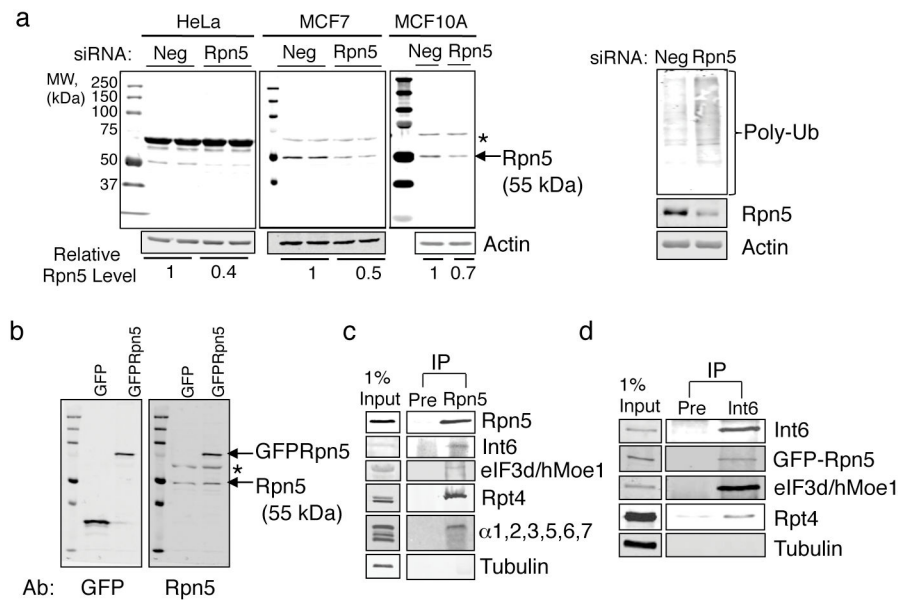 a
HeLa MCF7 MCF10A
siRNA: Neg Rpn5 Neg Rpn5 Neg Rpn5
MW,
(kDa)
250
150
100
75
50
37
*
Rpn5
(55 kDa)
Actin
Relative
Rpn5 Level
1 0.4 1 0.5 1 0.7
siRNA: Neg Rpn5
Poly-Ub
Rpn5
Actin
b
GFP
GFPRpn5
GFP
GFPRpn5
GFPRpn5
*
Rpn5
(55 kDa)
Ab: GFP Rpn5
c
IP
1%
Input Pre Rpn5
Rpn5
Int6
eIF3d/hMoe1
Rpt4
α1,2,3,5,6,7
Tubulin
d
IP
1%
Input Pre Int6
Int6
GFP-Rpn5
eIF3d/hMoe1
Rpt4
Tubulin